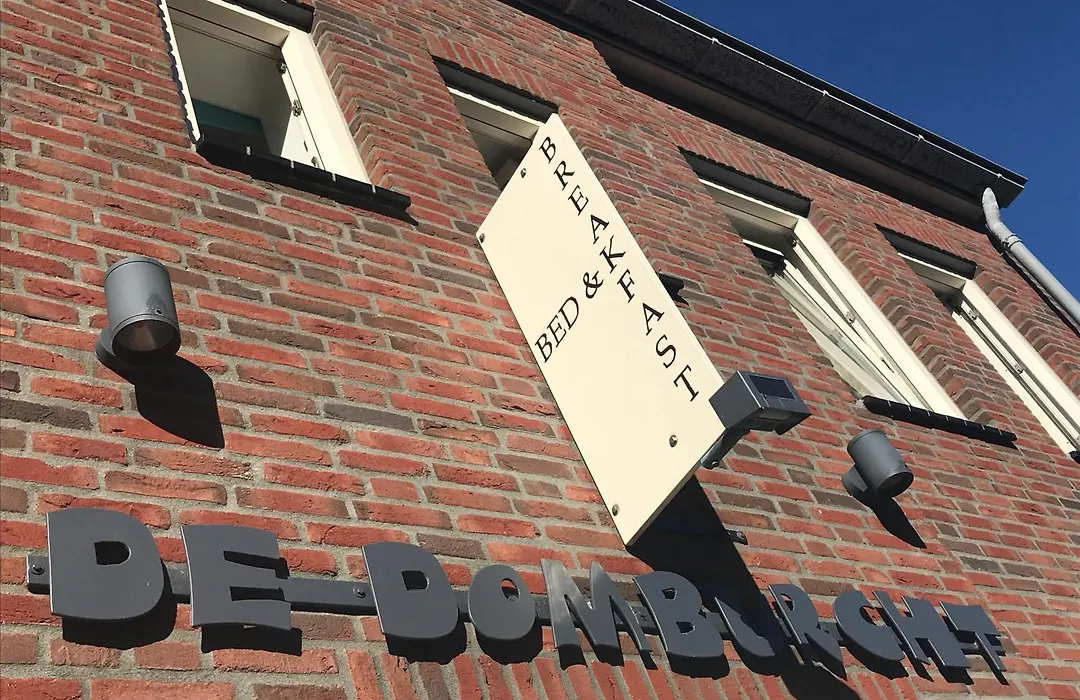 BED &
BREAKFAST
DE DOMBURCHT